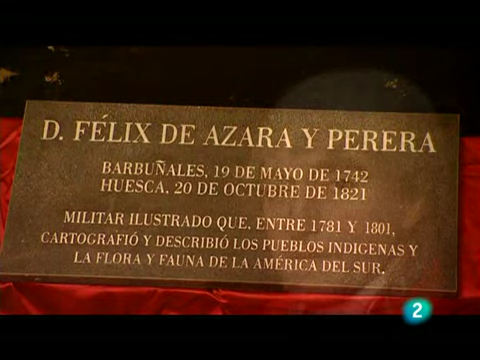 D. FÉLIX DE AZARA Y PERERA
BARBUÑALES, 19 DE MAYO DE 1742
HUESCA, 20 DE OCTUBRE DE 1821
MILITAR ILUSTRADO QUE, ENTRE 1781 Y 1801,
CARTOGRAFIÓ Y DESCRIBIÓ LOS PUEBLOS INDIGENAS Y
LA FLORA Y FAUNA DE LA AMÉRICA DEL SUR.
2